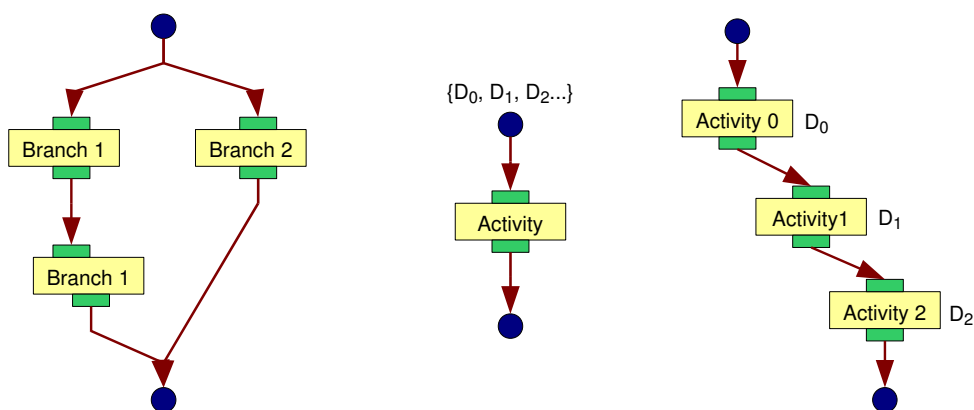 Branch 1
Branch 2
Branch 1
{D0, D1, D2...}
Activity
Activity 0 D0
Activity1 D1
Activity 2 D2